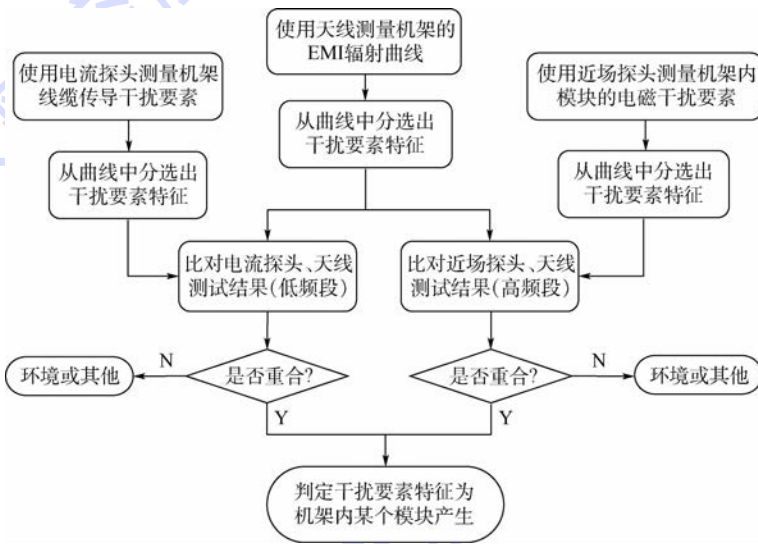 使用天线测量机架的
EMI辐射曲线
使用电流探头测量机架
线缆传导干扰要素
使用近场探头测量机架内
模块的电磁干扰要素
从曲线中分选出
干扰要素特征
从曲线中分选出
干扰要素特征
从曲线中分选出
干扰要素特征
比对电流探头、天线
测试结果(低频段)
比对近场探头、天线
测试结果(高频段)
环境或其他
N
是否重合?
是否重合?
N
环境或其他
Y
Y
判定干扰要素特征为
机架内某个模块产生